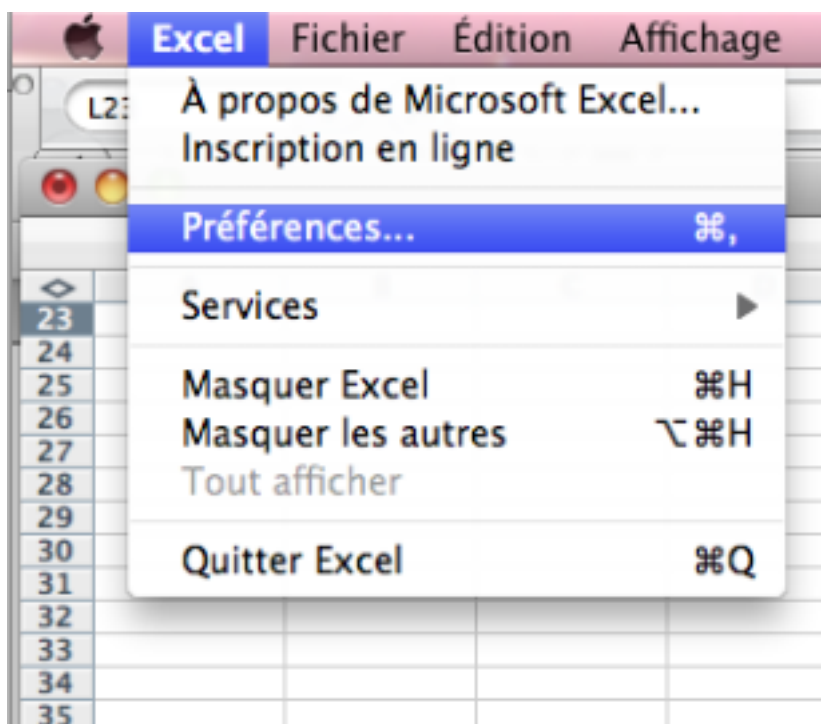 Excel Fichier Édition Affichage
L23
À propos de Microsoft Excel...
Inscription en ligne
Préférences... ⌘,
Services ▶
Masquer Excel ⌘H
Masquer les autres ⌥⌘H
Tout afficher
Quitter Excel ⌘Q
23
24
25
26
27
28
29
30
31
32
33
34
35